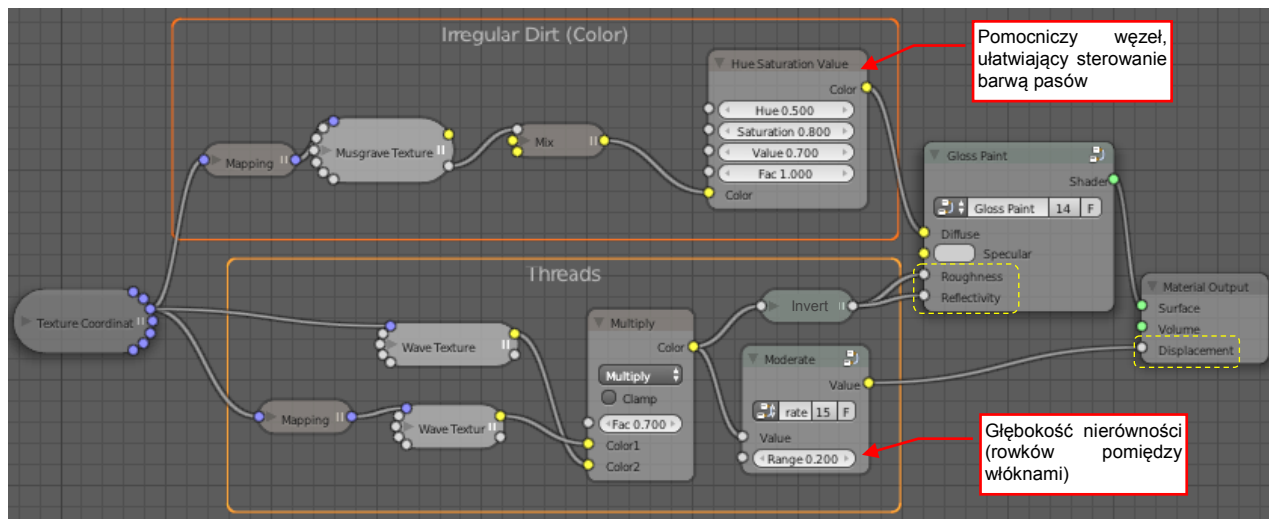 Irregular Dirt (Color)
Pomocniczy węzeł,
ułatwiający sterowanie
barwą pasów
Hue Saturation Value
Color
Hue 0.500
Saturation 0.800
Value 0.700
Fac 1.000
Color
Mapping
Musgrave Texture
Mix
Gloss Paint
Shader
Gloss Paint 14 F
Diffuse
Specular
Roughness
Reflectivity
Threads
Texture Coordinat
Wave Texture
Mapping
Wave Textur
Multiply
Color
Multiply
Clamp
Fac 0.700
Color1
Color2
Invert
Moderate
Value
rate 15 F
Value
Range 0.200
Material Output
Surface
Volume
Displacement
Głębokość nierówności
(rowków pomiędzy
włóknami)